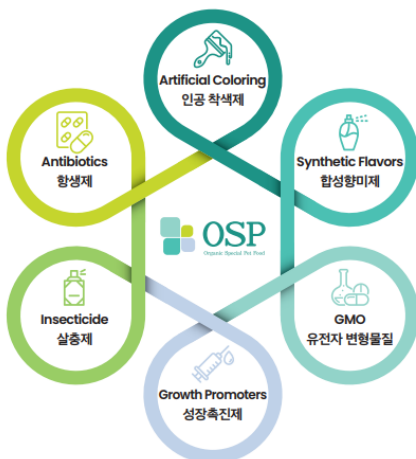 Artificial Coloring
인공 착색제
Antibiotics
항생제
Synthetic Flavors
합성향미제
OSP
Organic Special Pet Food
Insecticide
살충제
GMO
유전자 변형물질
Growth Promoters
성장촉진제